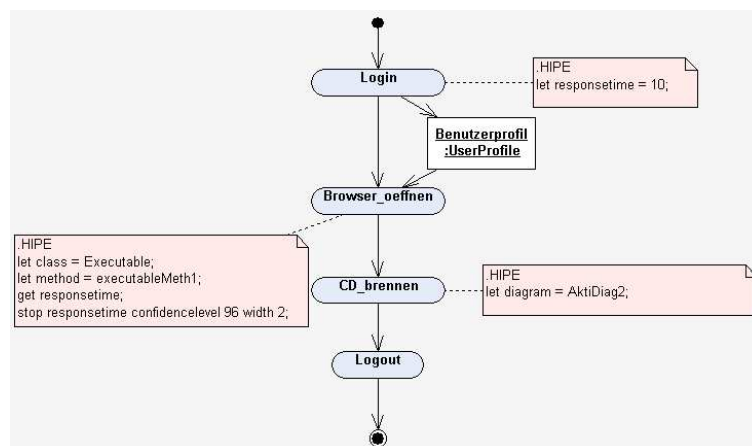 Login
.HIPE
let responsetime = 10;
Benutzerprofil
:UserProfile
Browser_oeffnen
.HIPE
let class = Executable;
let method = executableMeth1;
get responsetime;
stop responsetime confidencelevel 96 width 2;
CD_brennen
.HIPE
let diagram = AktiDiag2;
Logout